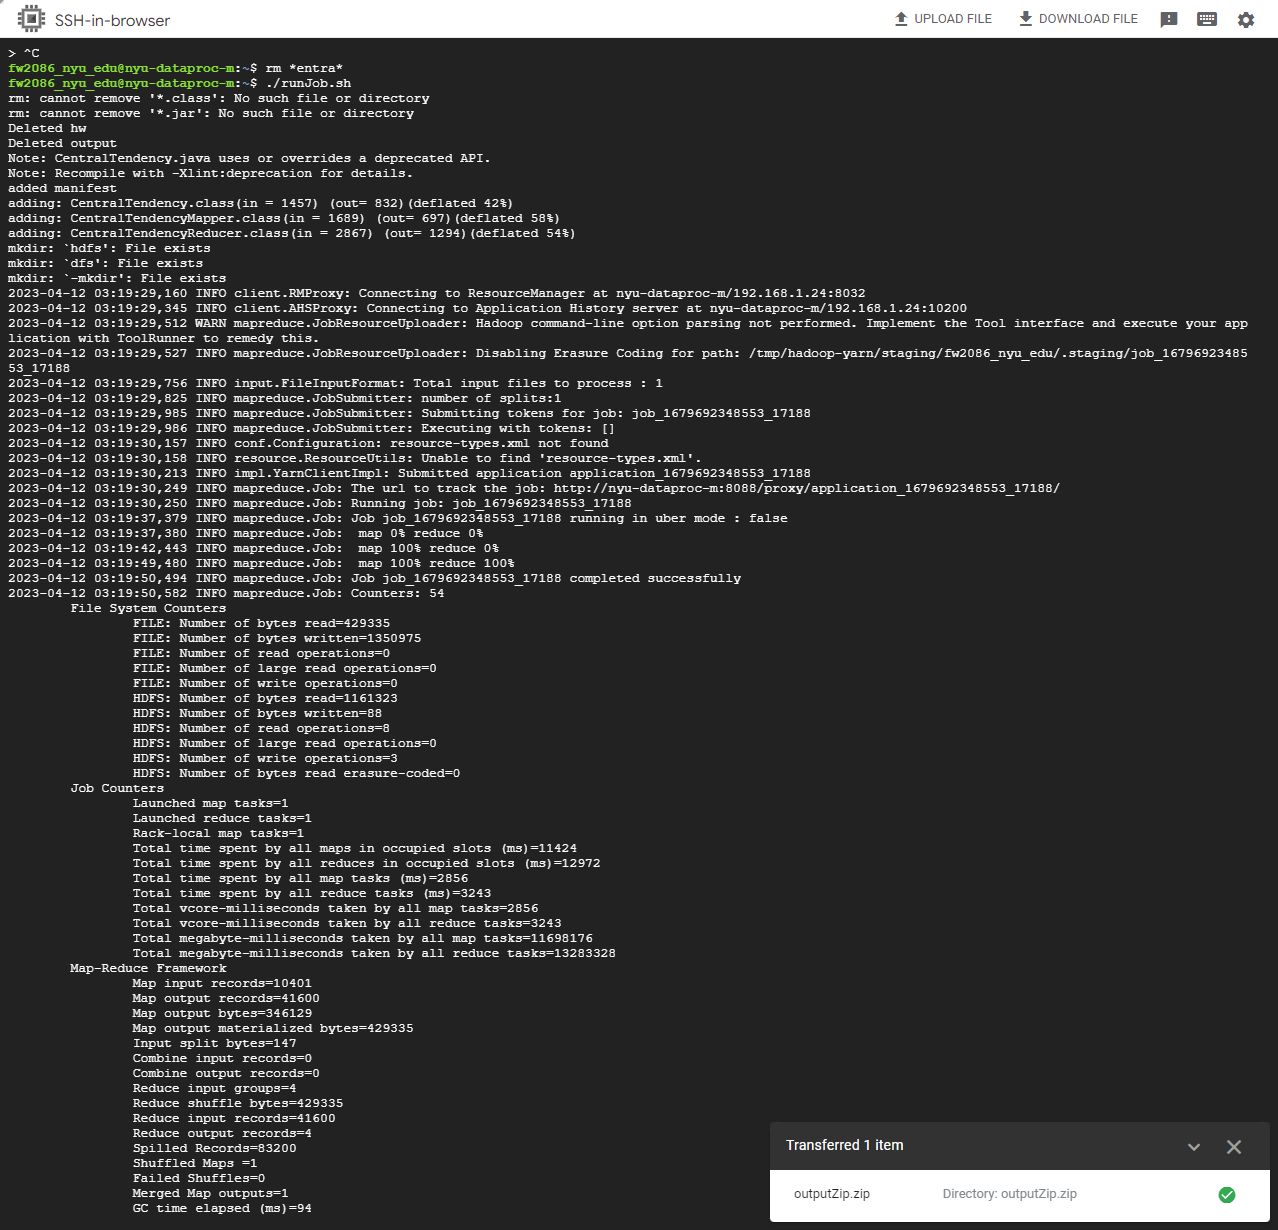 SSH-in-browser
UPLOAD FILE
DOWNLOAD FILE
> ^C
fw2086_nyu_edu@nyu-dataproc-m:~$ rm *entra*
fw2086_nyu_edu@nyu-dataproc-m:~$ ./runJob.sh
rm: cannot remove '*.class': No such file or directory
rm: cannot remove '*.jar': No such file or directory
Deleted hw
Deleted output
Note: CentralTendency.java uses or overrides a deprecated API.
Note: Recompile with -Xlint:deprecation for details.
added manifest
adding: CentralTendency.class(in = 1457) (out= 832)(deflated 42%)
adding: CentralTendencyMapper.class(in = 1689) (out= 697)(deflated 58%)
adding: CentralTendencyReducer.class(in = 2867) (out= 1294)(deflated 54%)
mkdir: `hdfs': File exists
mkdir: `dfs': File exists
mkdir: `-mkdir': File exists
2023-04-12 03:19:29,160 INFO client.RMProxy: Connecting to ResourceManager at nyu-dataproc-m/192.168.1.24:8032
2023-04-12 03:19:29,345 INFO client.AHSProxy: Connecting to Application History server at nyu-dataproc-m/192.168.1.24:10200
2023-04-12 03:19:29,512 WARN mapreduce.JobResourceUploader: Hadoop command-line option parsing not performed. Implement the Tool interface and execute your app
lication with ToolRunner to remedy this.
2023-04-12 03:19:29,527 INFO mapreduce.JobResourceUploader: Disabling Erasure Coding for path: /tmp/hadoop-yarn/staging/fw2086_nyu_edu/.staging/job_16796923485
53_17188
2023-04-12 03:19:29,756 INFO input.FileInputFormat: Total input files to process : 1
2023-04-12 03:19:29,825 INFO mapreduce.JobSubmitter: number of splits:1
2023-04-12 03:19:29,985 INFO mapreduce.JobSubmitter: Submitting tokens for job: job_1679692348553_17188
2023-04-12 03:19:29,986 INFO mapreduce.JobSubmitter: Executing with tokens: []
2023-04-12 03:19:30,157 INFO conf.Configuration: resource-types.xml not found
2023-04-12 03:19:30,158 INFO resource.ResourceUtils: Unable to find 'resource-types.xml'.
2023-04-12 03:19:30,213 INFO impl.YarnClientImpl: Submitted application application_1679692348553_17188
2023-04-12 03:19:30,249 INFO mapreduce.Job: The url to track the job: http://nyu-dataproc-m:8088/proxy/application_1679692348553_17188/
2023-04-12 03:19:30,250 INFO mapreduce.Job: Running job: job_1679692348553_17188
2023-04-12 03:19:37,379 INFO mapreduce.Job: Job job_1679692348553_17188 running in uber mode : false
2023-04-12 03:19:37,380 INFO mapreduce.Job:  map 0% reduce 0%
2023-04-12 03:19:42,443 INFO mapreduce.Job:  map 100% reduce 0%
2023-04-12 03:19:49,480 INFO mapreduce.Job:  map 100% reduce 100%
2023-04-12 03:19:50,494 INFO mapreduce.Job: Job job_1679692348553_17188 completed successfully
2023-04-12 03:19:50,582 INFO mapreduce.Job: Counters: 54
File System Counters
FILE: Number of bytes read=429335
FILE: Number of bytes written=1350975
FILE: Number of read operations=0
FILE: Number of large read operations=0
FILE: Number of write operations=0
HDFS: Number of bytes read=1161323
HDFS: Number of bytes written=88
HDFS: Number of read operations=8
HDFS: Number of large read operations=0
HDFS: Number of write operations=3
HDFS: Number of bytes read erasure-coded=0
Job Counters
Launched map tasks=1
Launched reduce tasks=1
Rack-local map tasks=1
Total time spent by all maps in occupied slots (ms)=11424
Total time spent by all reduces in occupied slots (ms)=12972
Total time spent by all map tasks (ms)=2856
Total time spent by all reduce tasks (ms)=3243
Total vcore-milliseconds taken by all map tasks=2856
Total vcore-milliseconds taken by all reduce tasks=3243
Total megabyte-milliseconds taken by all map tasks=11698176
Total megabyte-milliseconds taken by all reduce tasks=13283328
Map-Reduce Framework
Map input records=10401
Map output records=41600
Map output bytes=346129
Map output materialized bytes=429335
Input split bytes=147
Combine input records=0
Combine output records=0
Reduce input groups=4
Reduce shuffle bytes=429335
Reduce input records=41600
Reduce output records=4
Spilled Records=83200
Shuffled Maps =1
Failed Shuffles=0
Merged Map outputs=1
GC time elapsed (ms)=94
Transferred 1 item
outputZip.zip
Directory: outputZip.zip